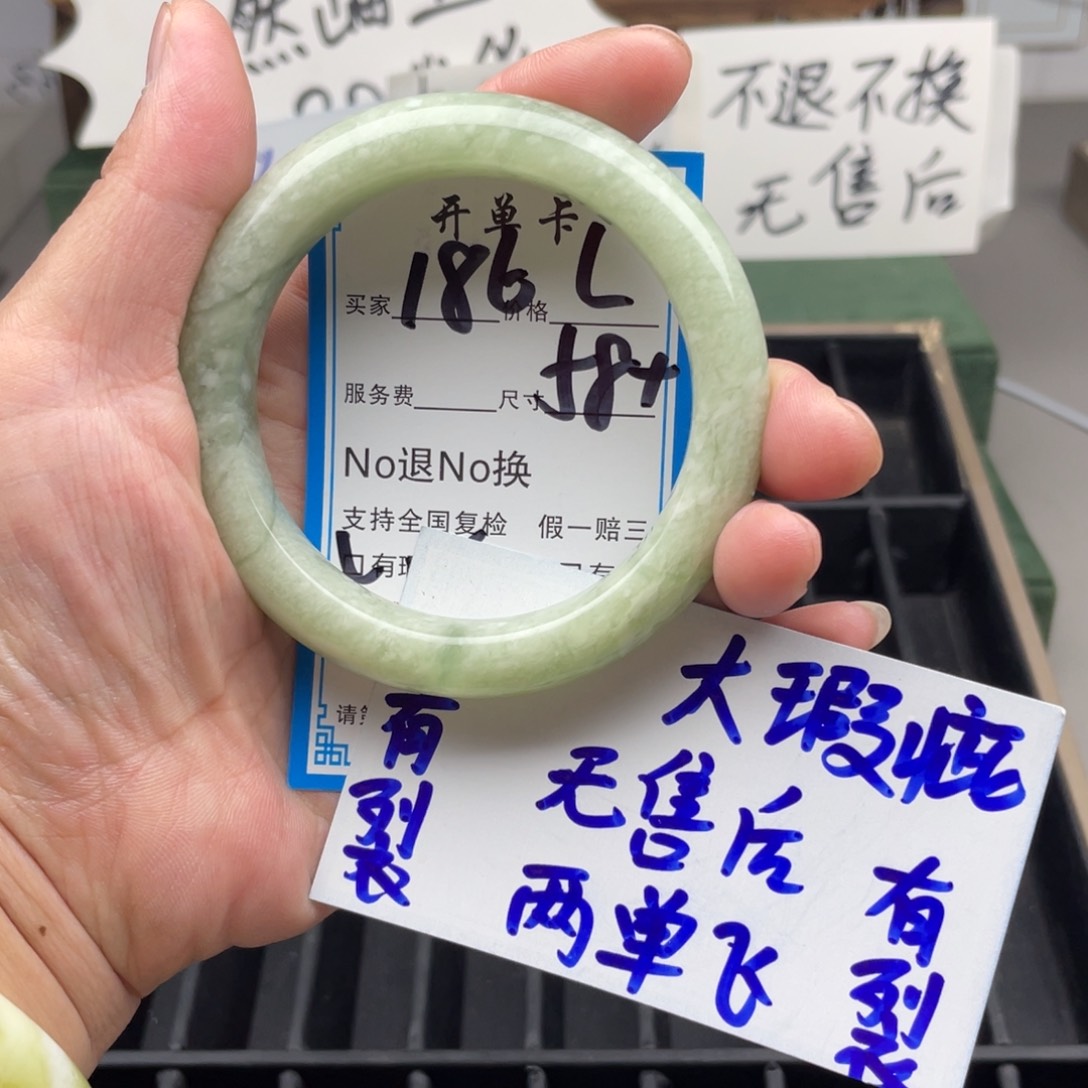 不退不换
无售后
开单卡
买家 186 价格 L
服务费 尺寸 58+
No退No换
支持全国复检 假一赔三
有
大瑕疵
无售后
两单飞
有裂
有裂